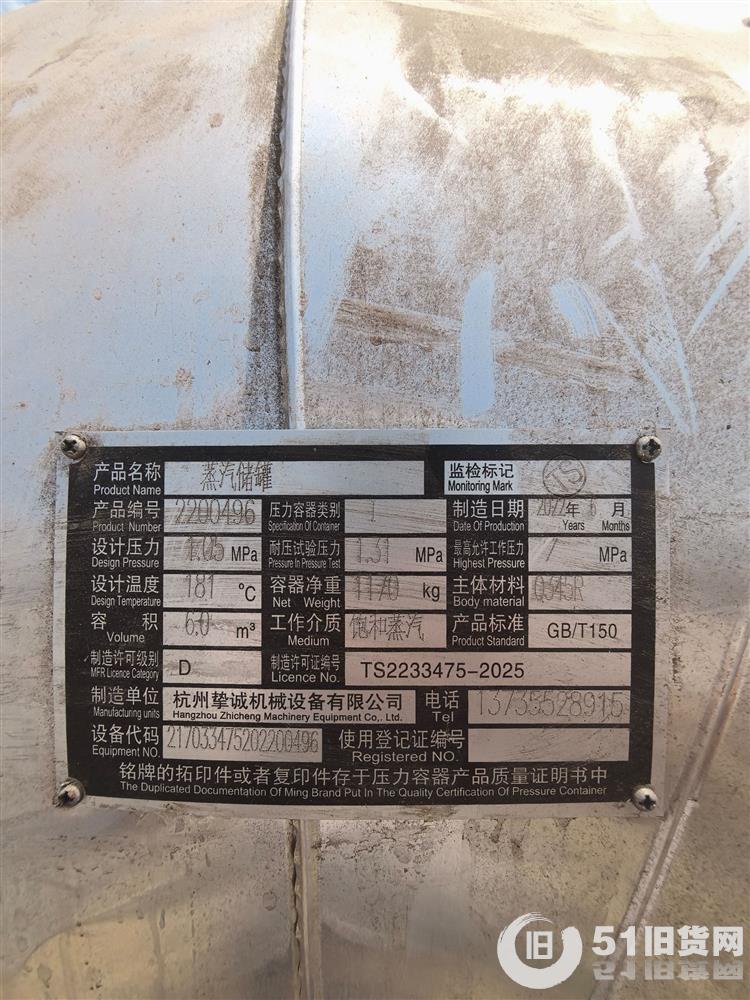 产品名称 蒸汽储罐 监检标记 TS
Product Name Monitoring Mark
产品编号 2200496 压力容器类别 制造日期 2022年 月
Product Number Specification Of Container Date Of Production Years Months
设计压力 1.05 MPa 耐压试验压力 1.31 MPa 最高允许工作压力 / MPa
Design Pressure Pressure In Pressure Test Highest Pressure
设计温度 181 °C 容器净重 1170 kg 主体材料 Q345R
Design Temperature Net Weight Body material
容积 6.0 m³ 工作介质 饱和蒸汽 产品标准 GB/T150
Volume Medium Product Standard
制造许可级别 D 制造许可证编号 TS2233475-2025
MFR Licence Category Licence No.
制造单位 杭州挚诚机械设备有限公司 电话 13735528915
Manufacturing units Hangzhou Zhicheng Machinery Equipment Co,. Ltd. Tel
设备代码 217033475202200496 使用登记证编号
Equipment NO. Registered NO.
铭牌的拓印件或者复印件存于压力容器产品质量证明书中
The Duplicated Documentation Of Ming Brand Put In The Quality Certification Of Pressure Container
旧 51旧货网